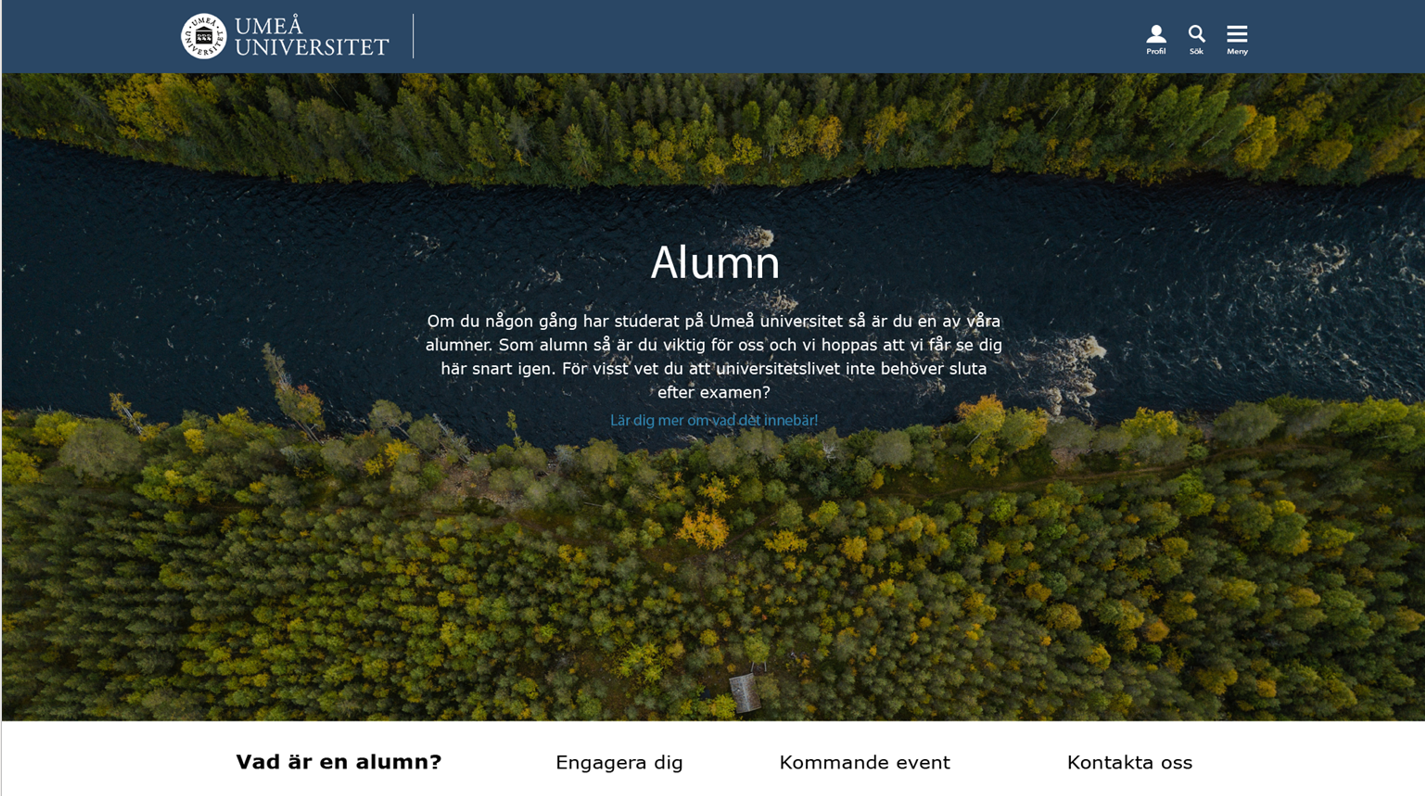 UMEÅ
UNIVERSITET
UMEÅ UNIVERSITET
Profil
Sök
Meny
Alumn
Om du någon gång har studerat på Umeå universitet så är du en av våra
alumner. Som alumn så är du viktig för oss och vi hoppas att vi får se dig
här snart igen. För visst vet du att universitetslivet inte behöver sluta
efter examen?
Lär dig mer om vad det innebär!
Vad är en alumn?
Engagera dig
Kommande event
Kontakta oss